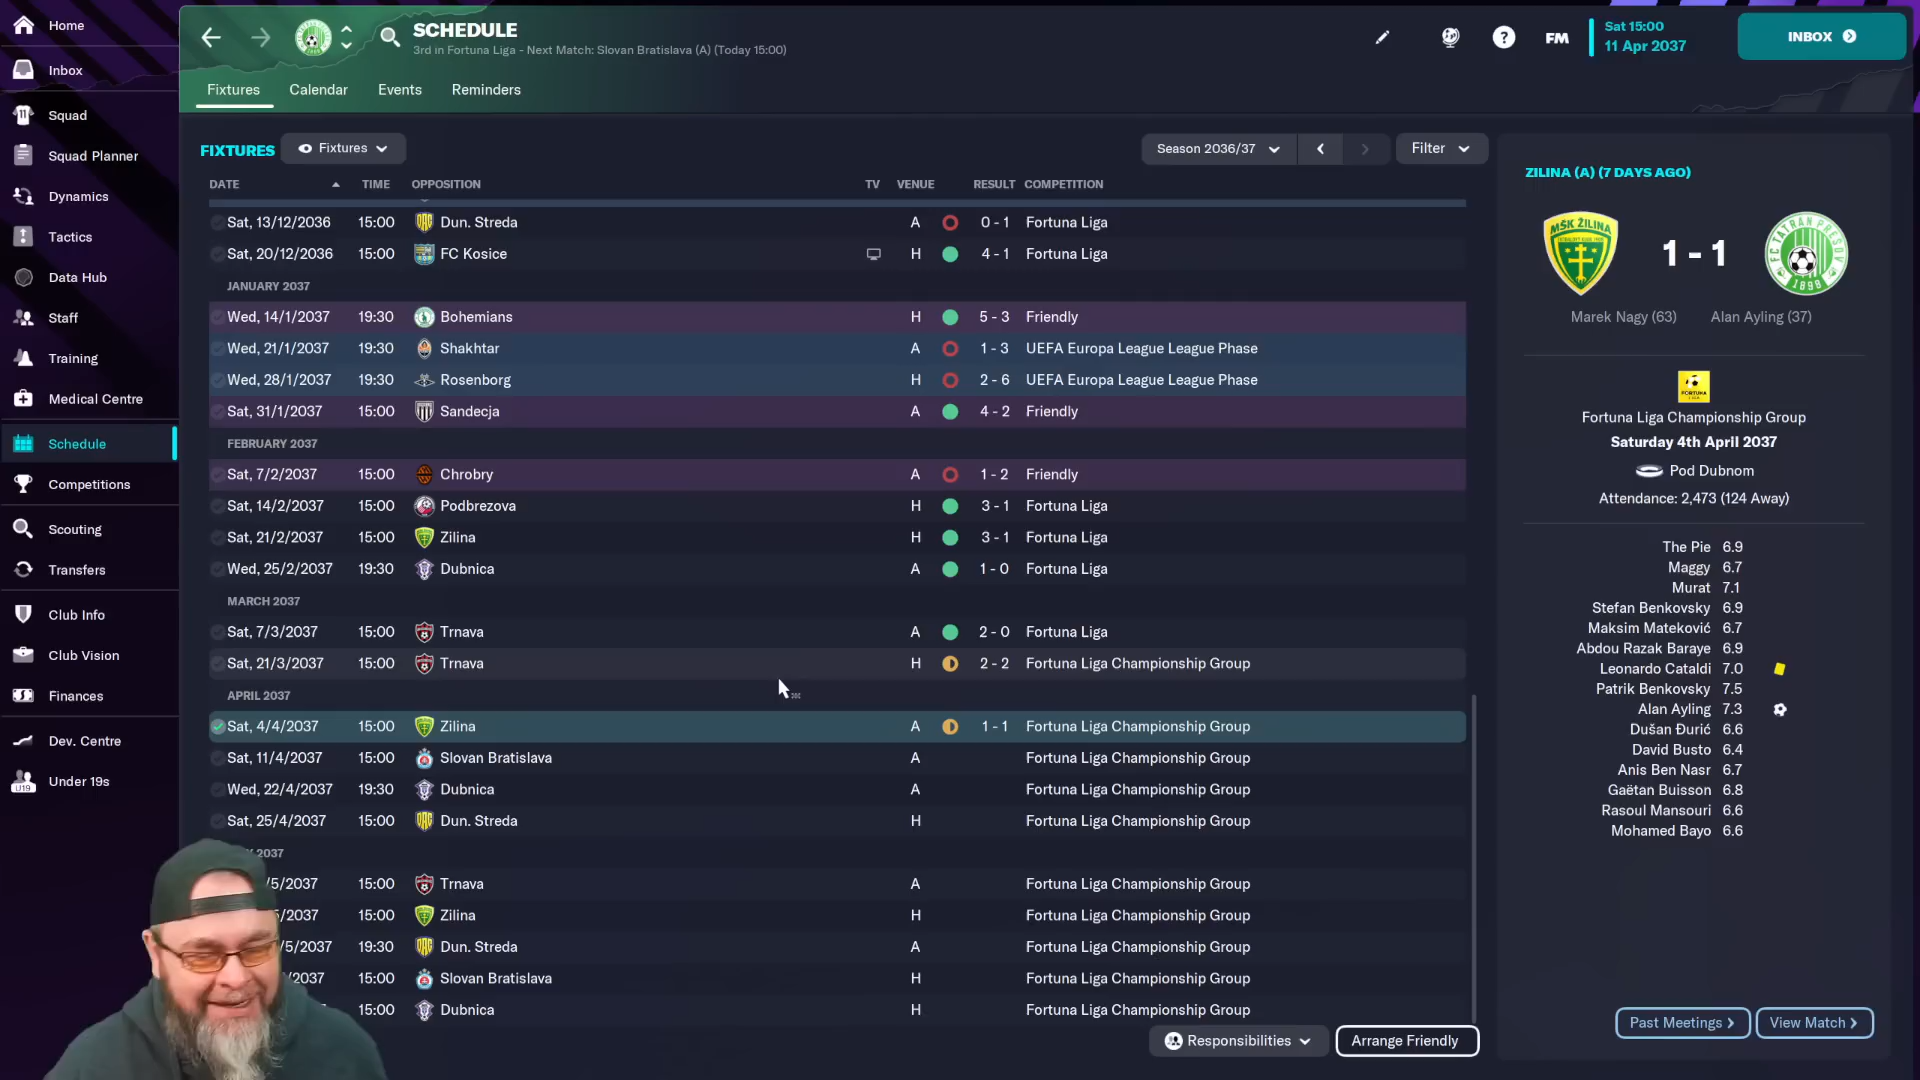 Home
Inbox
Squad
Squad Planner
Dynamics
Tactics
Data Hub
Staff
Training
Medical Centre
Schedule
Competitions
Scouting
Transfers
Club Info
Club Vision
Finances
Dev. Centre
Under 19s
SCHEDULE
3rd in Fortuna Liga - Next Match: Slovan Bratislava (A) (Today 15:00)
FM
Sat 15:00
11 Apr 2037
INBOX
Fixtures Calendar Events Reminders
FIXTURES Fixtures
Season 2036/37 Filter
DATE TIME OPPOSITION TV VENUE RESULT COMPETITION
Sat, 13/12/2036 15:00 Dun. Streda A 0 - 1 Fortuna Liga
Sat, 20/12/2036 15:00 FC Kosice H 4 - 1 Fortuna Liga
JANUARY 2037
Wed, 14/1/2037 19:30 Bohemians H 5 - 3 Friendly
Wed, 21/1/2037 19:30 Shakhtar A 1 - 3 UEFA Europa League League Phase
Wed, 28/1/2037 19:30 Rosenborg H 2 - 6 UEFA Europa League League Phase
Sat, 31/1/2037 15:00 Sandecja A 4 - 2 Friendly
FEBRUARY 2037
Sat, 7/2/2037 15:00 Chrobry A 1 - 2 Friendly
Sat, 14/2/2037 15:00 Podbrezova H 3 - 1 Fortuna Liga
Sat, 21/2/2037 15:00 Zilina H 3 - 1 Fortuna Liga
Wed, 25/2/2037 19:30 Dubnica A 1 - 0 Fortuna Liga
MARCH 2037
Sat, 7/3/2037 15:00 Trnava A 2 - 0 Fortuna Liga
Sat, 21/3/2037 15:00 Trnava H 2 - 2 Fortuna Liga Championship Group
APRIL 2037
Sat, 4/4/2037 15:00 Zilina A 1 - 1 Fortuna Liga Championship Group
Sat, 11/4/2037 15:00 Slovan Bratislava A Fortuna Liga Championship Group
Wed, 22/4/2037 19:30 Dubnica A Fortuna Liga Championship Group
Sat, 25/4/2037 15:00 Dun. Streda H Fortuna Liga Championship Group
2037
/5/2037 15:00 Trnava A Fortuna Liga Championship Group
/2037 15:00 Zilina H Fortuna Liga Championship Group
/5/2037 19:30 Dun. Streda A Fortuna Liga Championship Group
/2037 15:00 Slovan Bratislava H Fortuna Liga Championship Group
15:00 Dubnica H Fortuna Liga Championship Group
Responsibilities Arrange Friendly
ZILINA (A) (7 DAYS AGO)
MŠK ŽILINA
1 - 1
FC TATRAN PREŠOV
1898
Marek Nagy (63) Alan Ayling (37)
FORTUNA
Fortuna Liga Championship Group
Saturday 4th April 2037
Pod Dubnom
Attendance: 2,473 (124 Away)
The Pie 6.9
Maggy 6.7
Murat 7.1
Stefan Benkovsky 6.9
Maksim Mateković 6.7
Abdou Razak Baraye 6.9
Leonardo Cataldi 7.0
Patrik Benkovsky 7.5
Alan Ayling 7.3
Dušan Đurić 6.6
David Busto 6.4
Anis Ben Nasr 6.7
Gaëtan Buisson 6.8
Rasoul Mansouri 6.6
Mohamed Bayo 6.6
Past Meetings View Match